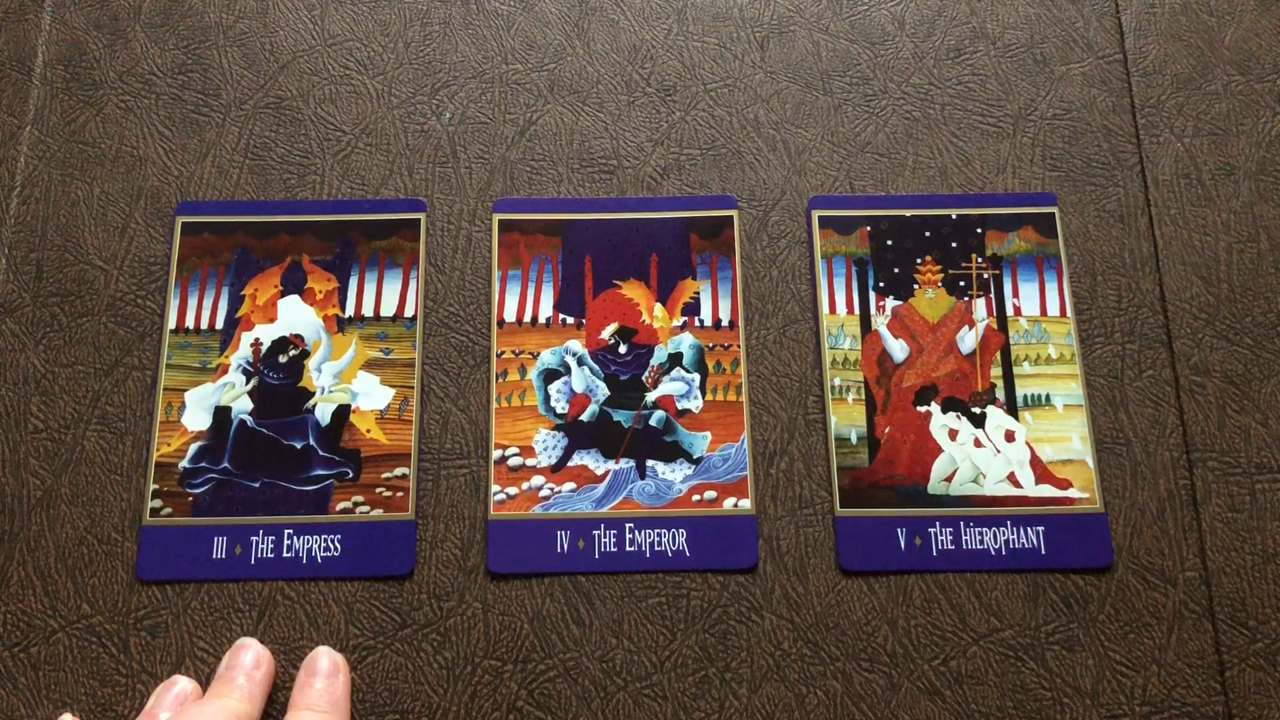 III ♦ THE EMPRESS
IV ♦ THE EMPEROR
V ♦ THE HIEROPHANT